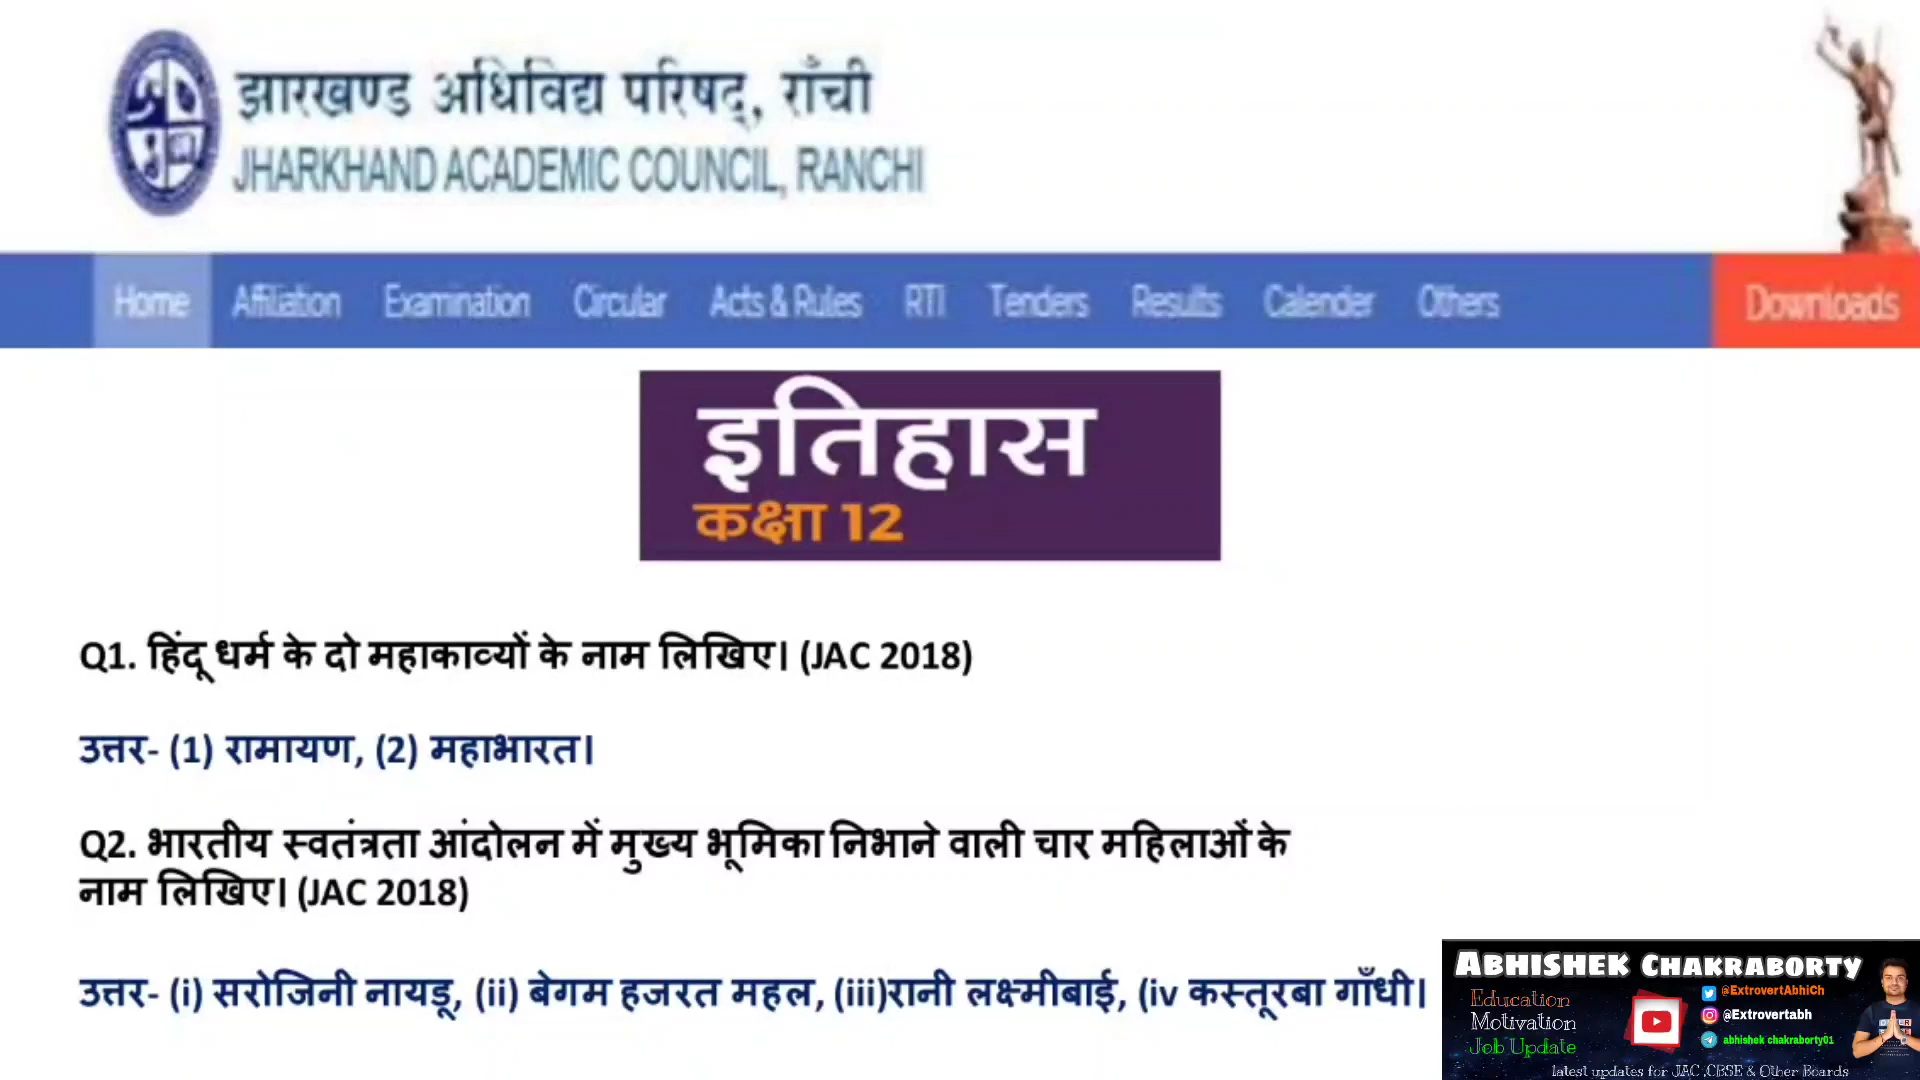 झारखण्ड अधिविद्य परिषद्, राँची
JHARKHAND ACADEMIC COUNCIL, RANCHI
Home Affiliation Examination Circular Acts & Rules RTI Tenders Results Calender Others Downloads
इतिहास
कक्षा 12
Q1. हिंदू धर्म के दो महाकाव्यों के नाम लिखिए। (JAC 2018)
उत्तर- (1) रामायण, (2) महाभारत।
Q2. भारतीय स्वतंत्रता आंदोलन में मुख्य भूमिका निभाने वाली चार महिलाओं के
नाम लिखिए। (JAC 2018)
उत्तर- (i) सरोजिनी नायडू, (ii) बेगम हजरत महल, (iii)रानी लक्ष्मीबाई, (iv कस्तूरबा गाँधी।
ABHISHEK CHAKRABORTY
Education
Motivation
Job Update
@ExtrovertAbhiCh
@Extrovertabh
abhishek chakraborty01
latest updates for JAC ,CBSE & Other Boards